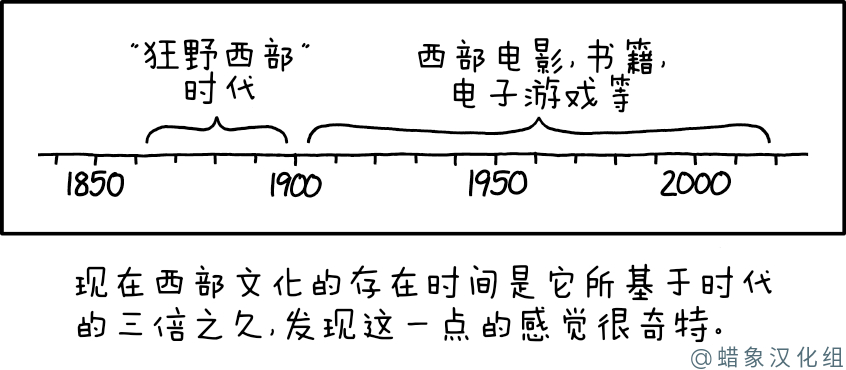 “狂野西部”
时代
西部电影,书籍,
电子游戏等
1850
1900
1950
2000
现在西部文化的存在时间是它所基于时代
的三倍之久,发现这一点的感觉很奇特。
@蜡象汉化组